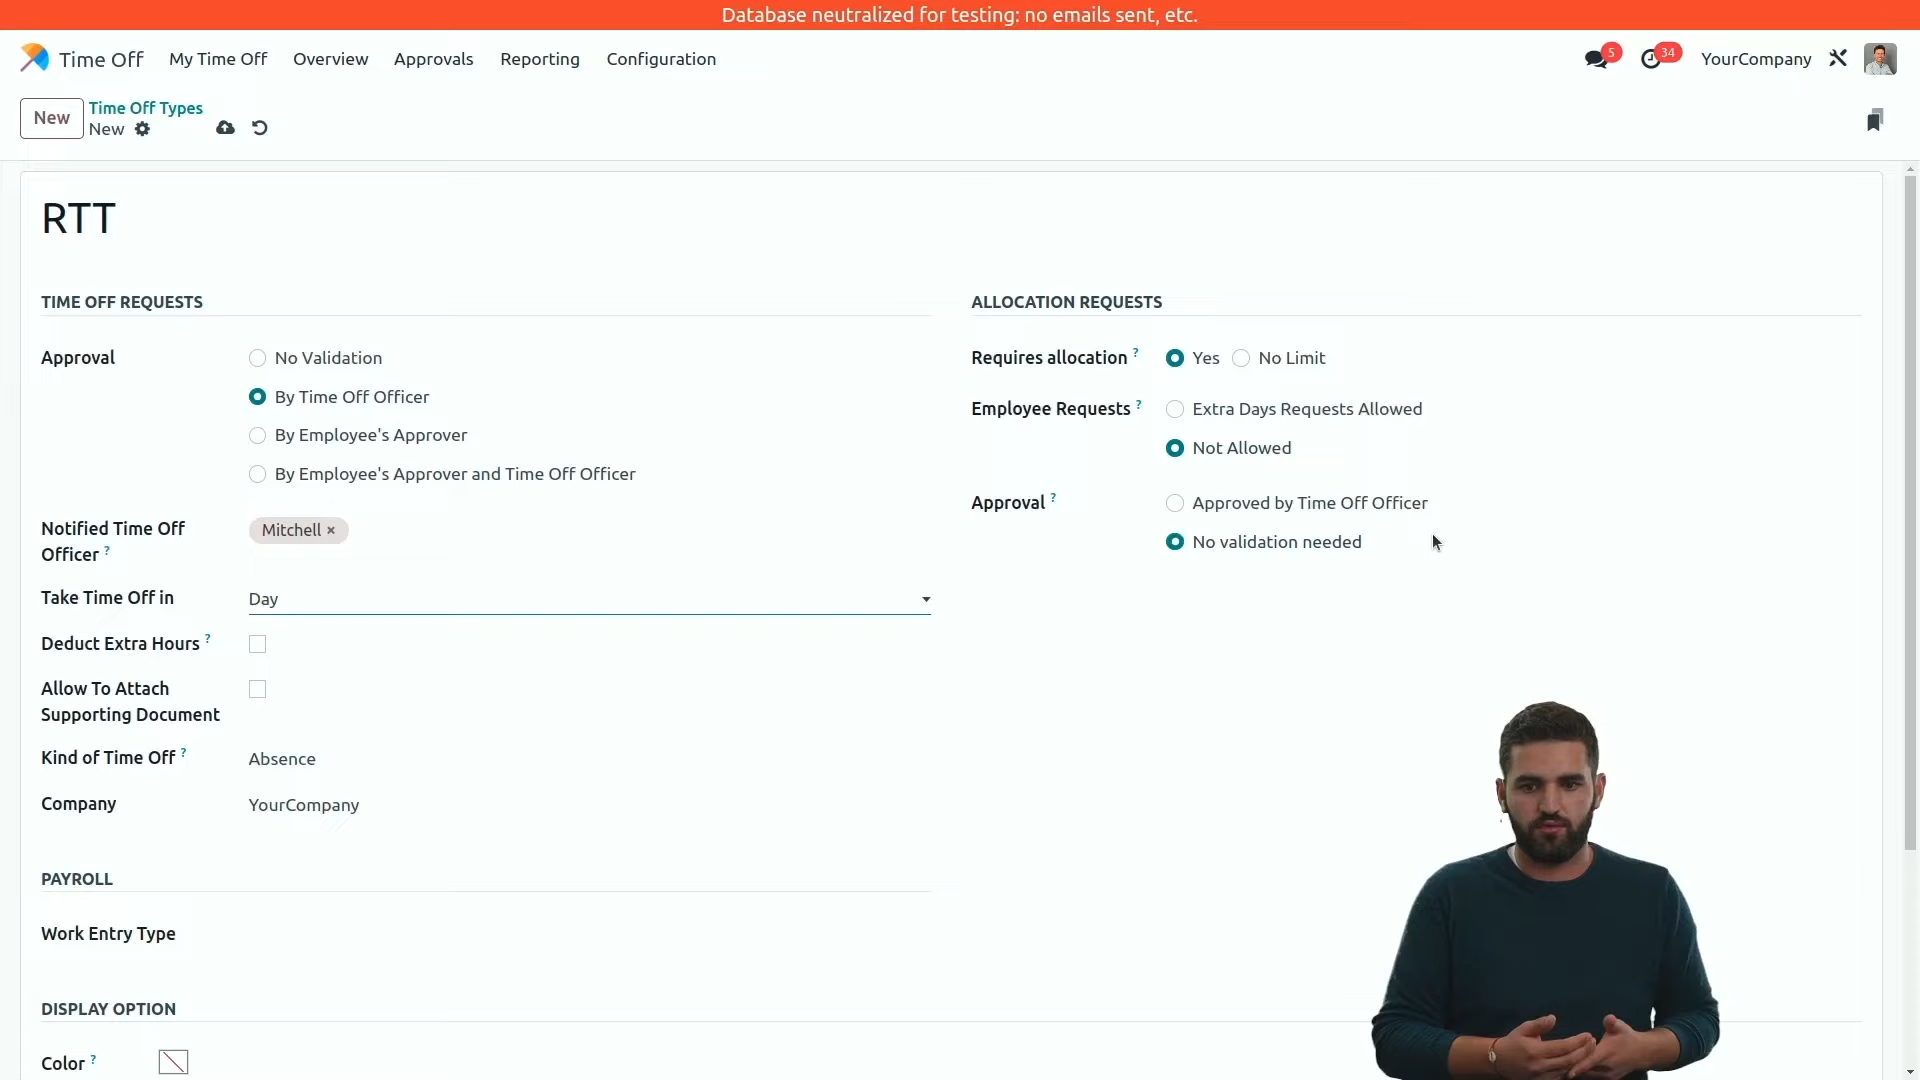 Database neutralized for testing: no emails sent, etc.
Time Off My Time Off Overview Approvals Reporting Configuration 5 34 YourCompany
New Time Off Types
New
RTT
TIME OFF REQUESTS
Approval No Validation
By Time Off Officer
By Employee's Approver
By Employee's Approver and Time Off Officer
Notified Time Off
Officer ? Mitchell ×
Take Time Off in Day
Deduct Extra Hours ?
Allow To Attach
Supporting Document
Kind of Time Off ? Absence
Company YourCompany
PAYROLL
Work Entry Type
ALLOCATION REQUESTS
Requires allocation ? Yes No Limit
Employee Requests ? Extra Days Requests Allowed
Not Allowed
Approval ? Approved by Time Off Officer
No validation needed
DISPLAY OPTION
Color ?